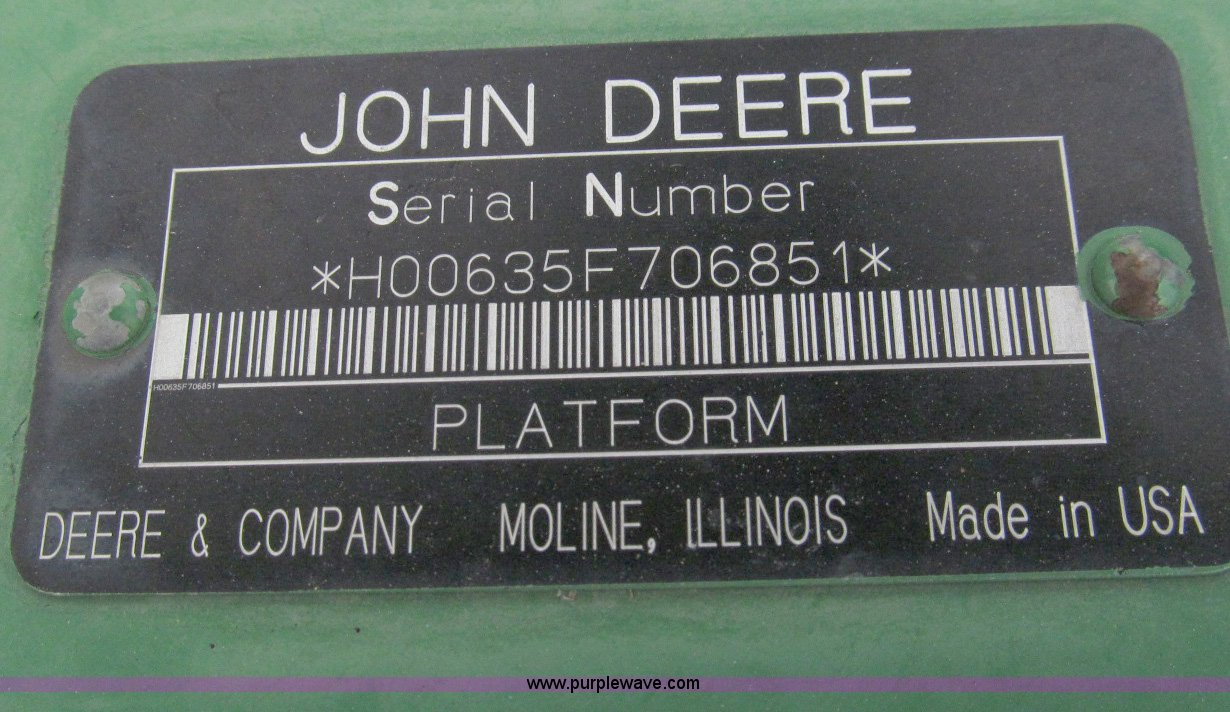 JOHN DEERE
Serial Number
*H00635F706851*
H00635F706851
PLATFORM
DEERE & COMPANY MOLINE, ILLINOIS Made in USA
www.purplewave.com